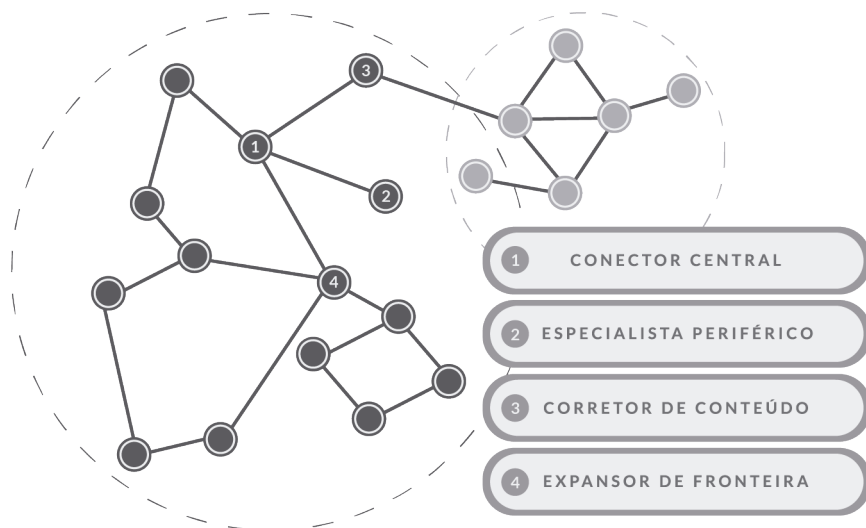 3
1
2
4
1 CONECTOR CENTRAL
2 ESPECIALISTA PERIFÉRICO
3 CORRETOR DE CONTEÚDO
4 EXPANSOR DE FRONTEIRA